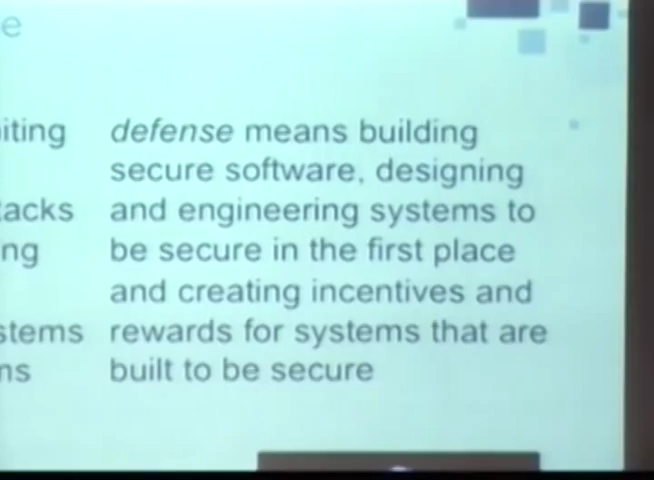 e
iting
tacks
ng
stems
ns
defense means building
secure software, designing
and engineering systems to
be secure in the first place
and creating incentives and
rewards for systems that are
built to be secure